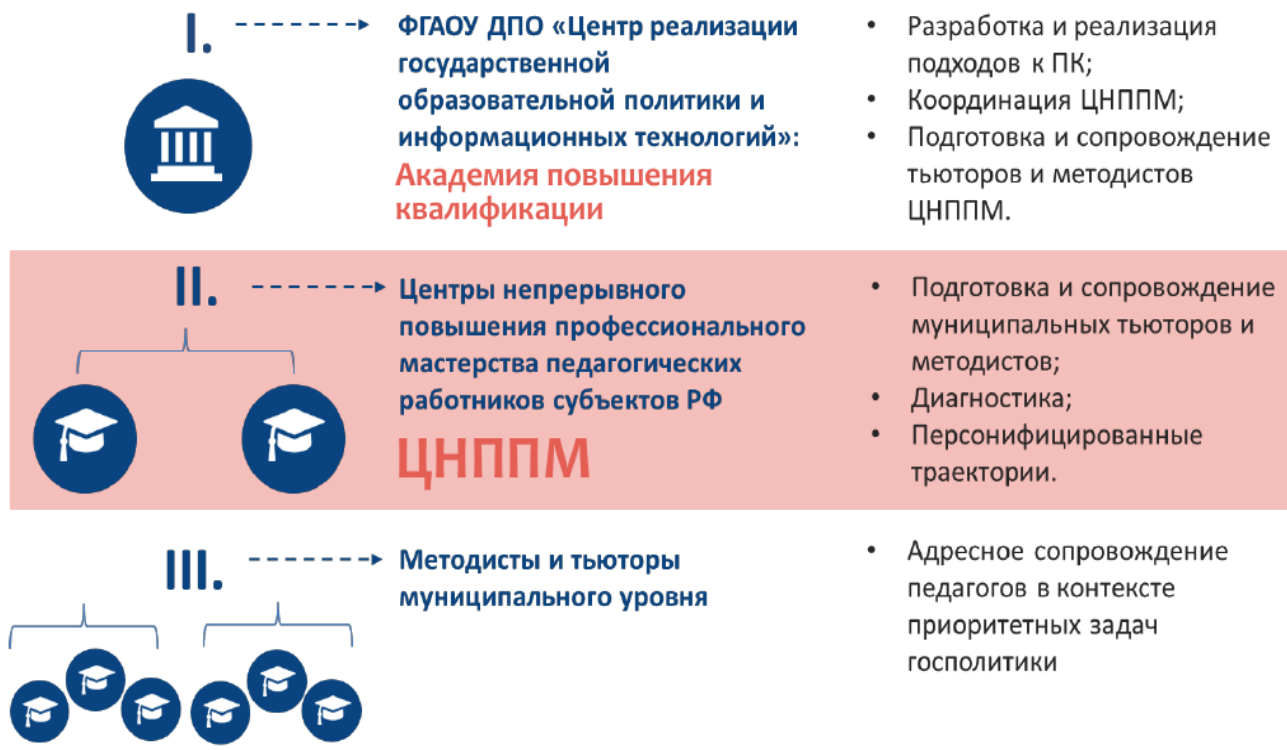 I.
ФГАОУ ДПО «Центр реализации
государственной
образовательной политики и
информационных технологий»:
Академия повышения
квалификации
• Разработка и реализация
подходов к ПК;
• Координация ЦНППМ;
• Подготовка и сопровождение
тьюторов и методистов
ЦНППМ.
II.
Центры непрерывного
повышения профессионального
мастерства педагогических
работников субъектов РФ
ЦНППМ
• Подготовка и сопровождение
муниципальных тьюторов и
методистов;
• Диагностика;
• Персонифицированные
траектории.
III.
Методисты и тьюторы
муниципального уровня
• Адресное сопровождение
педагогов в контексте
приоритетных задач
госполитики